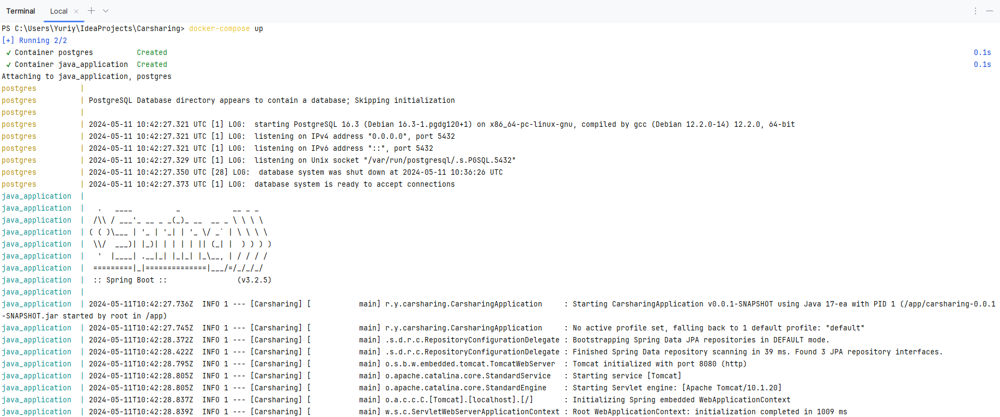 Terminal Local
PS C:\Users\Yuriy\IdeaProjects\Carsharing> docker-compose up
[+] Running 2/2
 ✓ Container postgres          Created 0.1s
 ✓ Container java_application  Created 0.1s
Attaching to java_application, postgres
postgres          |
postgres          | PostgreSQL Database directory appears to contain a database; Skipping initialization
postgres          |
postgres          | 2024-05-11 10:42:27.321 UTC [1] LOG:  starting PostgreSQL 16.3 (Debian 16.3-1.pgdg120+1) on x86_64-pc-linux-gnu, compiled by gcc (Debian 12.2.0-14) 12.2.0, 64-bit
postgres          | 2024-05-11 10:42:27.321 UTC [1] LOG:  listening on IPv4 address "0.0.0.0", port 5432
postgres          | 2024-05-11 10:42:27.321 UTC [1] LOG:  listening on IPv6 address "::", port 5432
postgres          | 2024-05-11 10:42:27.329 UTC [1] LOG:  listening on Unix socket "/var/run/postgresql/.s.PGSQL.5432"
postgres          | 2024-05-11 10:42:27.350 UTC [28] LOG:  database system was shut down at 2024-05-11 10:36:26 UTC
postgres          | 2024-05-11 10:42:27.373 UTC [1] LOG:  database system is ready to accept connections
java_application  |
java_application  |   .   ____          _            __ _ _
java_application  |  /\\ / ___'_ __ _ _(_)_ __  __ _ \ \ \ \
java_application  | ( ( )\___ | '_ | '_| | '_ \/ _` | \ \ \ \
java_application  |  \\/  ___)| |_)| | | | | || (_| |  ) ) ) )
java_application  |   '  |____| .__|_| |_|_| |_\__, | / / / /
java_application  |  =========|_|==============|___/=/_/_/_/
java_application  |  :: Spring Boot ::                (v3.2.5)
java_application  |
java_application  | 2024-05-11T10:42:27.736Z  INFO 1 --- [Carsharing] [           main] r.y.carsharing.CarsharingApplication     : Starting CarsharingApplication v0.0.1-SNAPSHOT using Java 17-ea with PID 1 (/app/carsharing-0.0.1
-SNAPSHOT.jar started by root in /app)
java_application  | 2024-05-11T10:42:27.745Z  INFO 1 --- [Carsharing] [           main] r.y.carsharing.CarsharingApplication     : No active profile set, falling back to 1 default profile: "default"
java_application  | 2024-05-11T10:42:28.372Z  INFO 1 --- [Carsharing] [           main] .s.d.r.c.RepositoryConfigurationDelegate : Bootstrapping Spring Data JPA repositories in DEFAULT mode.
java_application  | 2024-05-11T10:42:28.422Z  INFO 1 --- [Carsharing] [           main] .s.d.r.c.RepositoryConfigurationDelegate : Finished Spring Data repository scanning in 39 ms. Found 3 JPA repository interfaces.
java_application  | 2024-05-11T10:42:28.795Z  INFO 1 --- [Carsharing] [           main] o.s.b.w.embedded.tomcat.TomcatWebServer  : Tomcat initialized with port 8080 (http)
java_application  | 2024-05-11T10:42:28.805Z  INFO 1 --- [Carsharing] [           main] o.apache.catalina.core.StandardService   : Starting service [Tomcat]
java_application  | 2024-05-11T10:42:28.805Z  INFO 1 --- [Carsharing] [           main] o.apache.catalina.core.StandardEngine    : Starting Servlet engine: [Apache Tomcat/10.1.20]
java_application  | 2024-05-11T10:42:28.837Z  INFO 1 --- [Carsharing] [           main] o.a.c.c.C.[Tomcat].[localhost].[/]       : Initializing Spring embedded WebApplicationContext
java_application  | 2024-05-11T10:42:28.839Z  INFO 1 --- [Carsharing] [           main] w.s.c.ServletWebServerApplicationContext : Root WebApplicationContext: initialization completed in 1009 ms